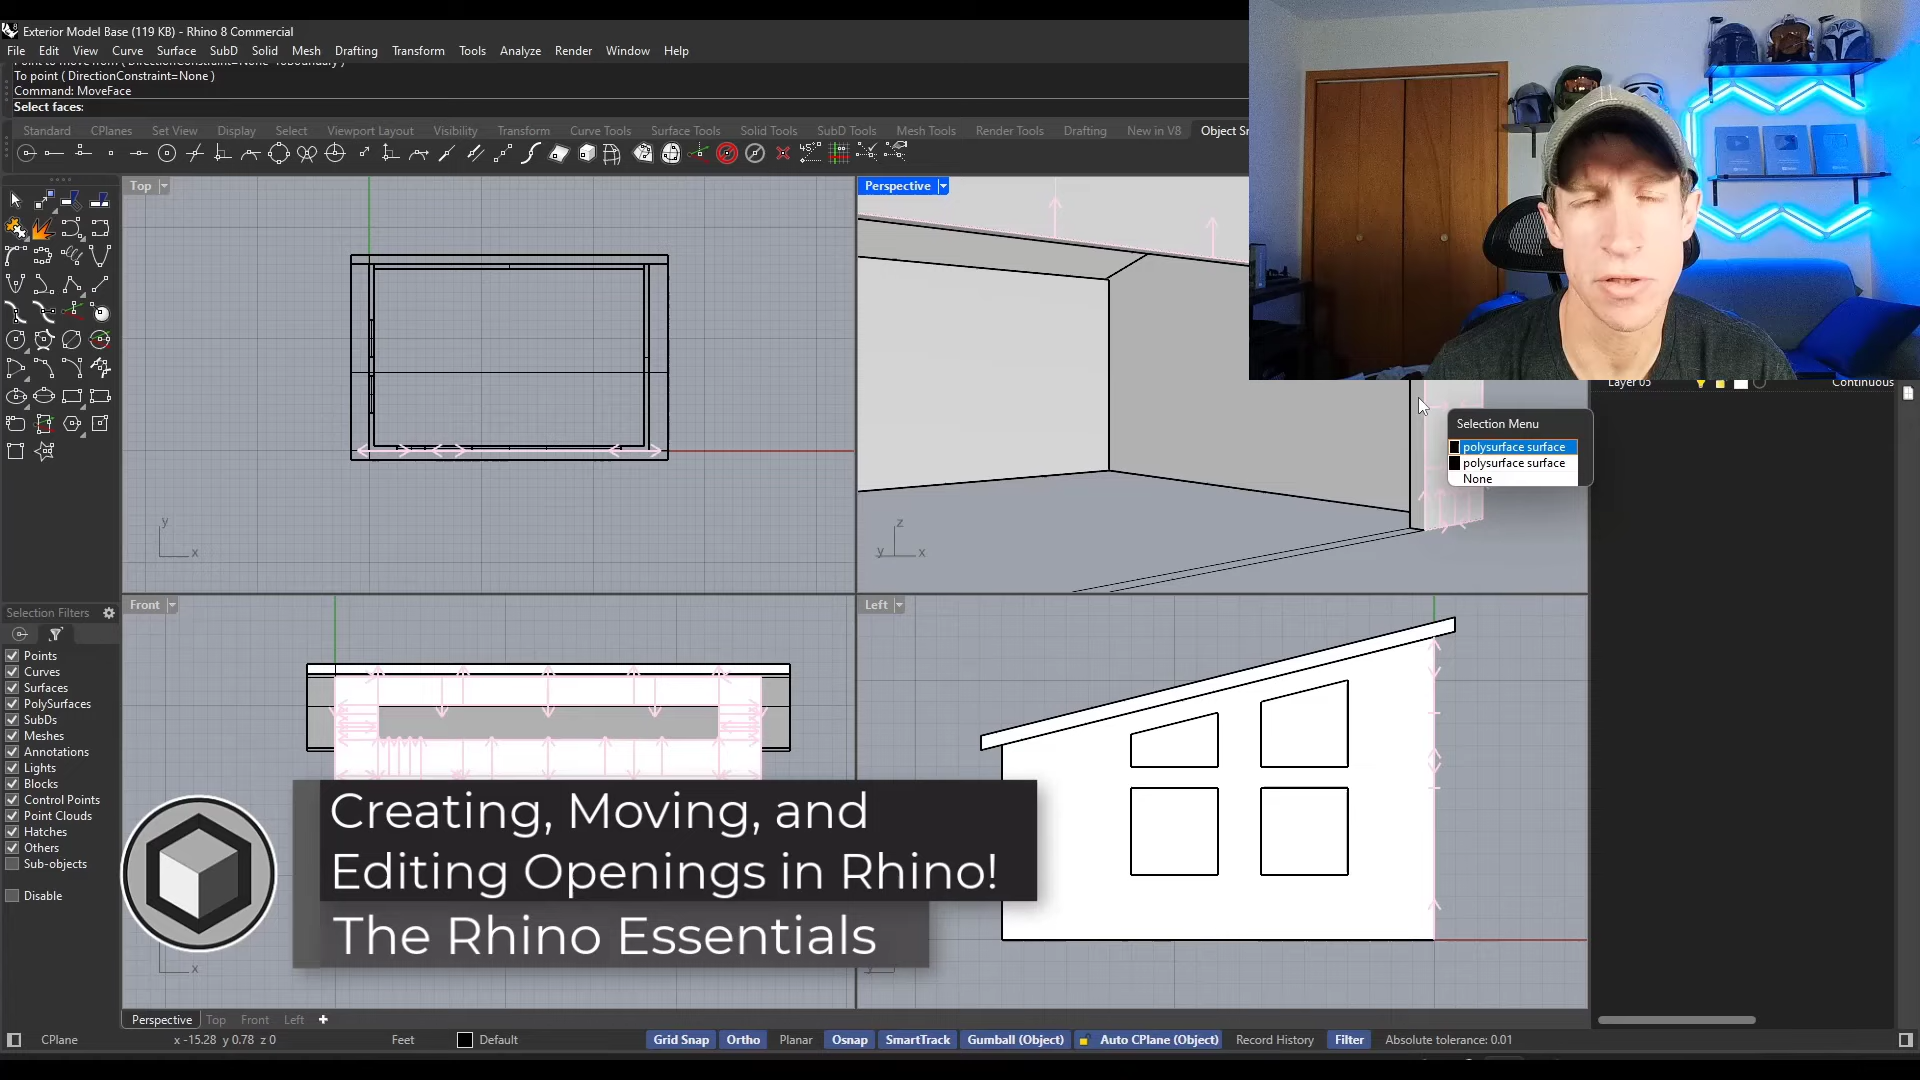 Exterior Model Base (119 KB) - Rhino 8 Commercial
File Edit View Curve Surface SubD Solid Mesh Drafting Transform Tools Analyze Render Window Help
To point ( DirectionConstraint=None )
Command: MoveFace
Select faces:
Standard CPlanes Set View Display Select Viewport Layout Visibility Transform Curve Tools Surface Tools Solid Tools SubD Tools Mesh Tools Render Tools Drafting New in V8 Object Sn
45°
Top
y
x
Perspective
z
y x
Layer 05 Continuous
Selection Menu
polysurface surface
polysurface surface
None
Selection Filters
Points
Curves
Surfaces
PolySurfaces
SubDs
Meshes
Annotations
Lights
Blocks
Control Points
Point Clouds
Hatches
Others
Sub-objects
Disable
Front
x
Left
Creating, Moving, and
Editing Openings in Rhino!
The Rhino Essentials
Perspective Top Front Left
CPlane x -15.28 y 0.78 z 0 Feet Default Grid Snap Ortho Planar Osnap SmartTrack Gumball (Object) Auto CPlane (Object) Record History Filter Absolute tolerance: 0.01